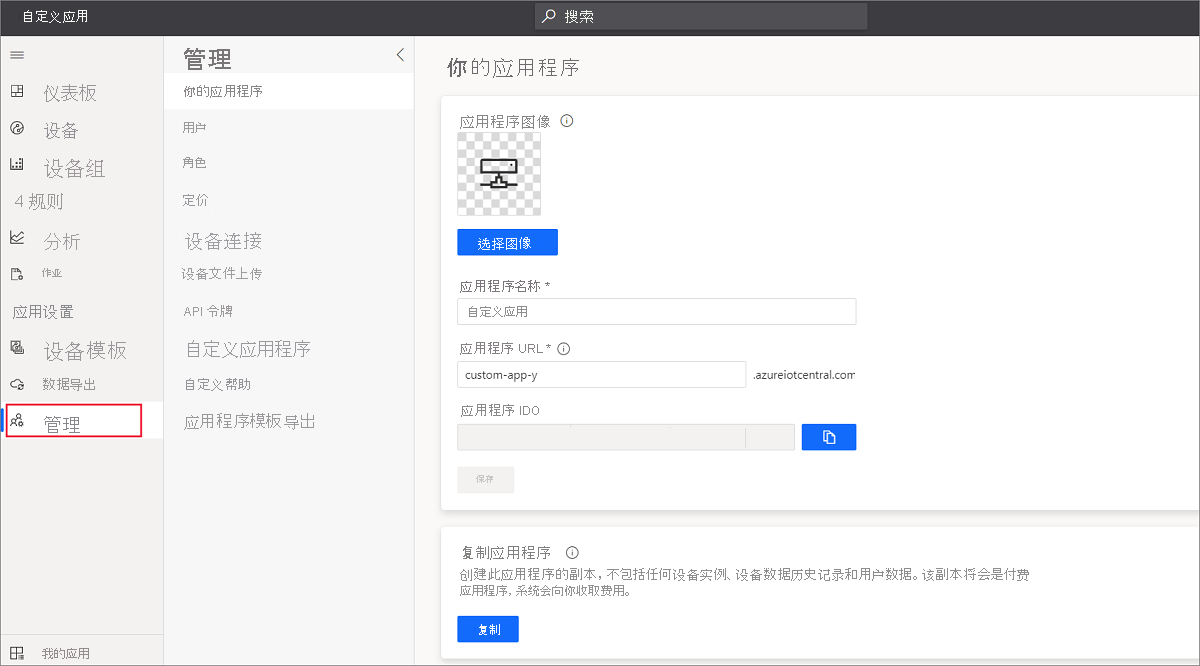 自定义应用
搜索
仪表板
设备
设备组
4 规则
分析
作业
应用设置
设备模板
数据导出
管理
我的应用
管理
你的应用程序
用户
角色
定价
设备连接
设备文件上传
API 令牌
自定义应用程序
自定义帮助
应用程序模板导出
你的应用程序
应用程序图像
选择图像
应用程序名称 *
自定义应用
应用程序 URL*
custom-app-y
.azureiotcentral.com
应用程序 IDO
保存
复制应用程序
创建此应用程序的副本，不包括任何设备实例、设备数据历史记录和用户数据。该副本将会是付费
应用程序，系统会向你收取费用。
复制